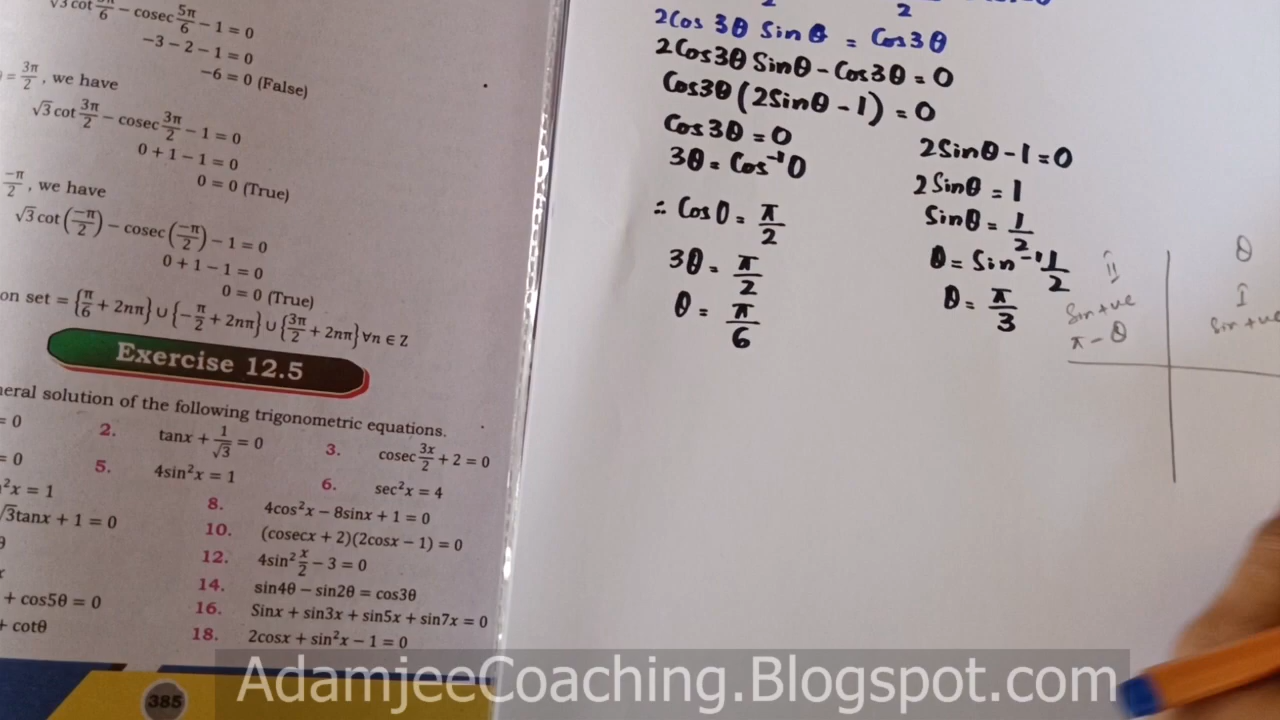 √3 cot 5π/6 − cosec 5π/6 − 1 = 0
−3 − 2 − 1 = 0
−6 = 0 (False)
= 3π/2, we have
√3 cot 3π/2 − cosec 3π/2 − 1 = 0
0 + 1 − 1 = 0
0 = 0 (True)
−π/2, we have
√3 cot (−π/2) − cosec (−π/2) − 1 = 0
0 + 1 − 1 = 0
0 = 0 (True)
set = {π/6 + 2nπ} ∪ {−π/2 + 2nπ} ∪ {3π/2 + 2nπ} ∀n ∈ Z
Exercise 12.5
solution of the following trigonometric equations.
= 0
2. tanx + 1/√3 = 0
3. cosec 3x/2 + 2 = 0
= 0
5. 4sin²x = 1
6. sec²x = 4
²x = 1
8. 4cos²x − 8sinx + 1 = 0
√3tanx + 1 = 0
10. (cosecx + 2)(2cosx − 1) = 0
12. 4sin² x/2 − 3 = 0
14. sin4θ − sin2θ = cos3θ
+ cos5θ = 0
16. Sinx + sin3x + sin5x + sin7x = 0
+ cotθ
18. 2cosx + sin²x − 1 = 0
385
2Cos 3θ Sin θ = Cos3θ
2Cos3θ Sinθ − Cos3θ = 0
Cos3θ (2Sinθ − 1) = 0
Cos3θ = 0
3θ = Cos⁻¹0
∴ Cos0 = π/2
3θ = π/2
θ = π/6
2Sinθ − 1 = 0
2Sinθ = 1
Sinθ = 1/2
θ = Sin⁻¹ 1/2
θ = π/3
II
Sin +ve
π − θ
θ
I
Sin +ve
AdamjeeCoaching.Blogspot.com